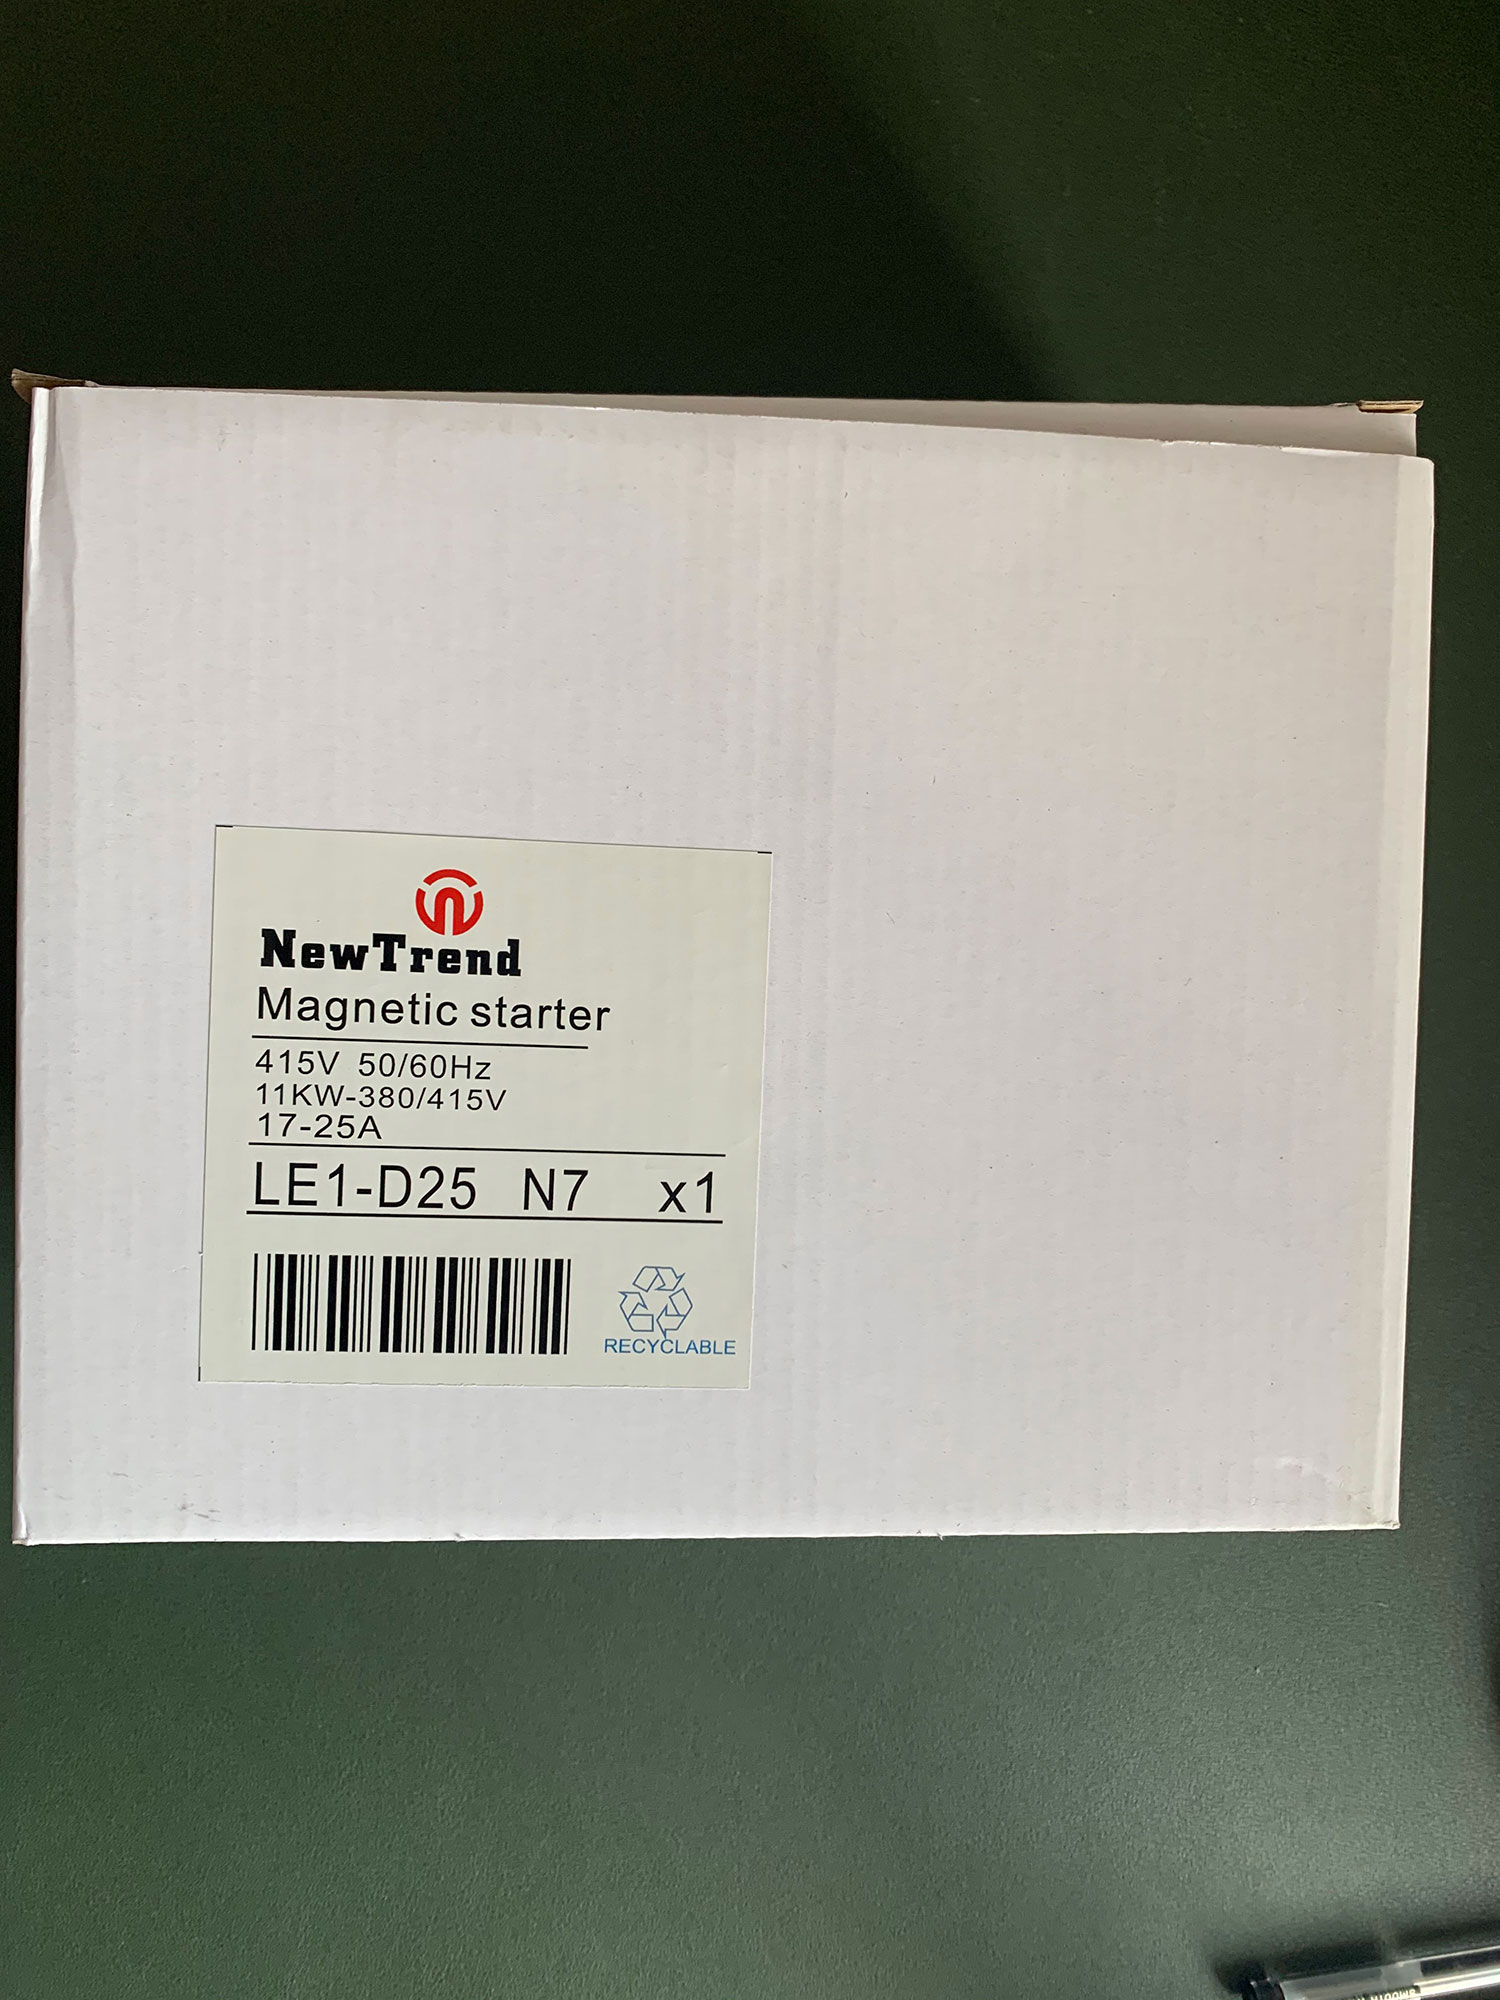 NewTrend
Magnetic starter
415V 50/60Hz
11KW-380/415V
17-25A
LE1-D25 N7 x1
RECYCLABLE